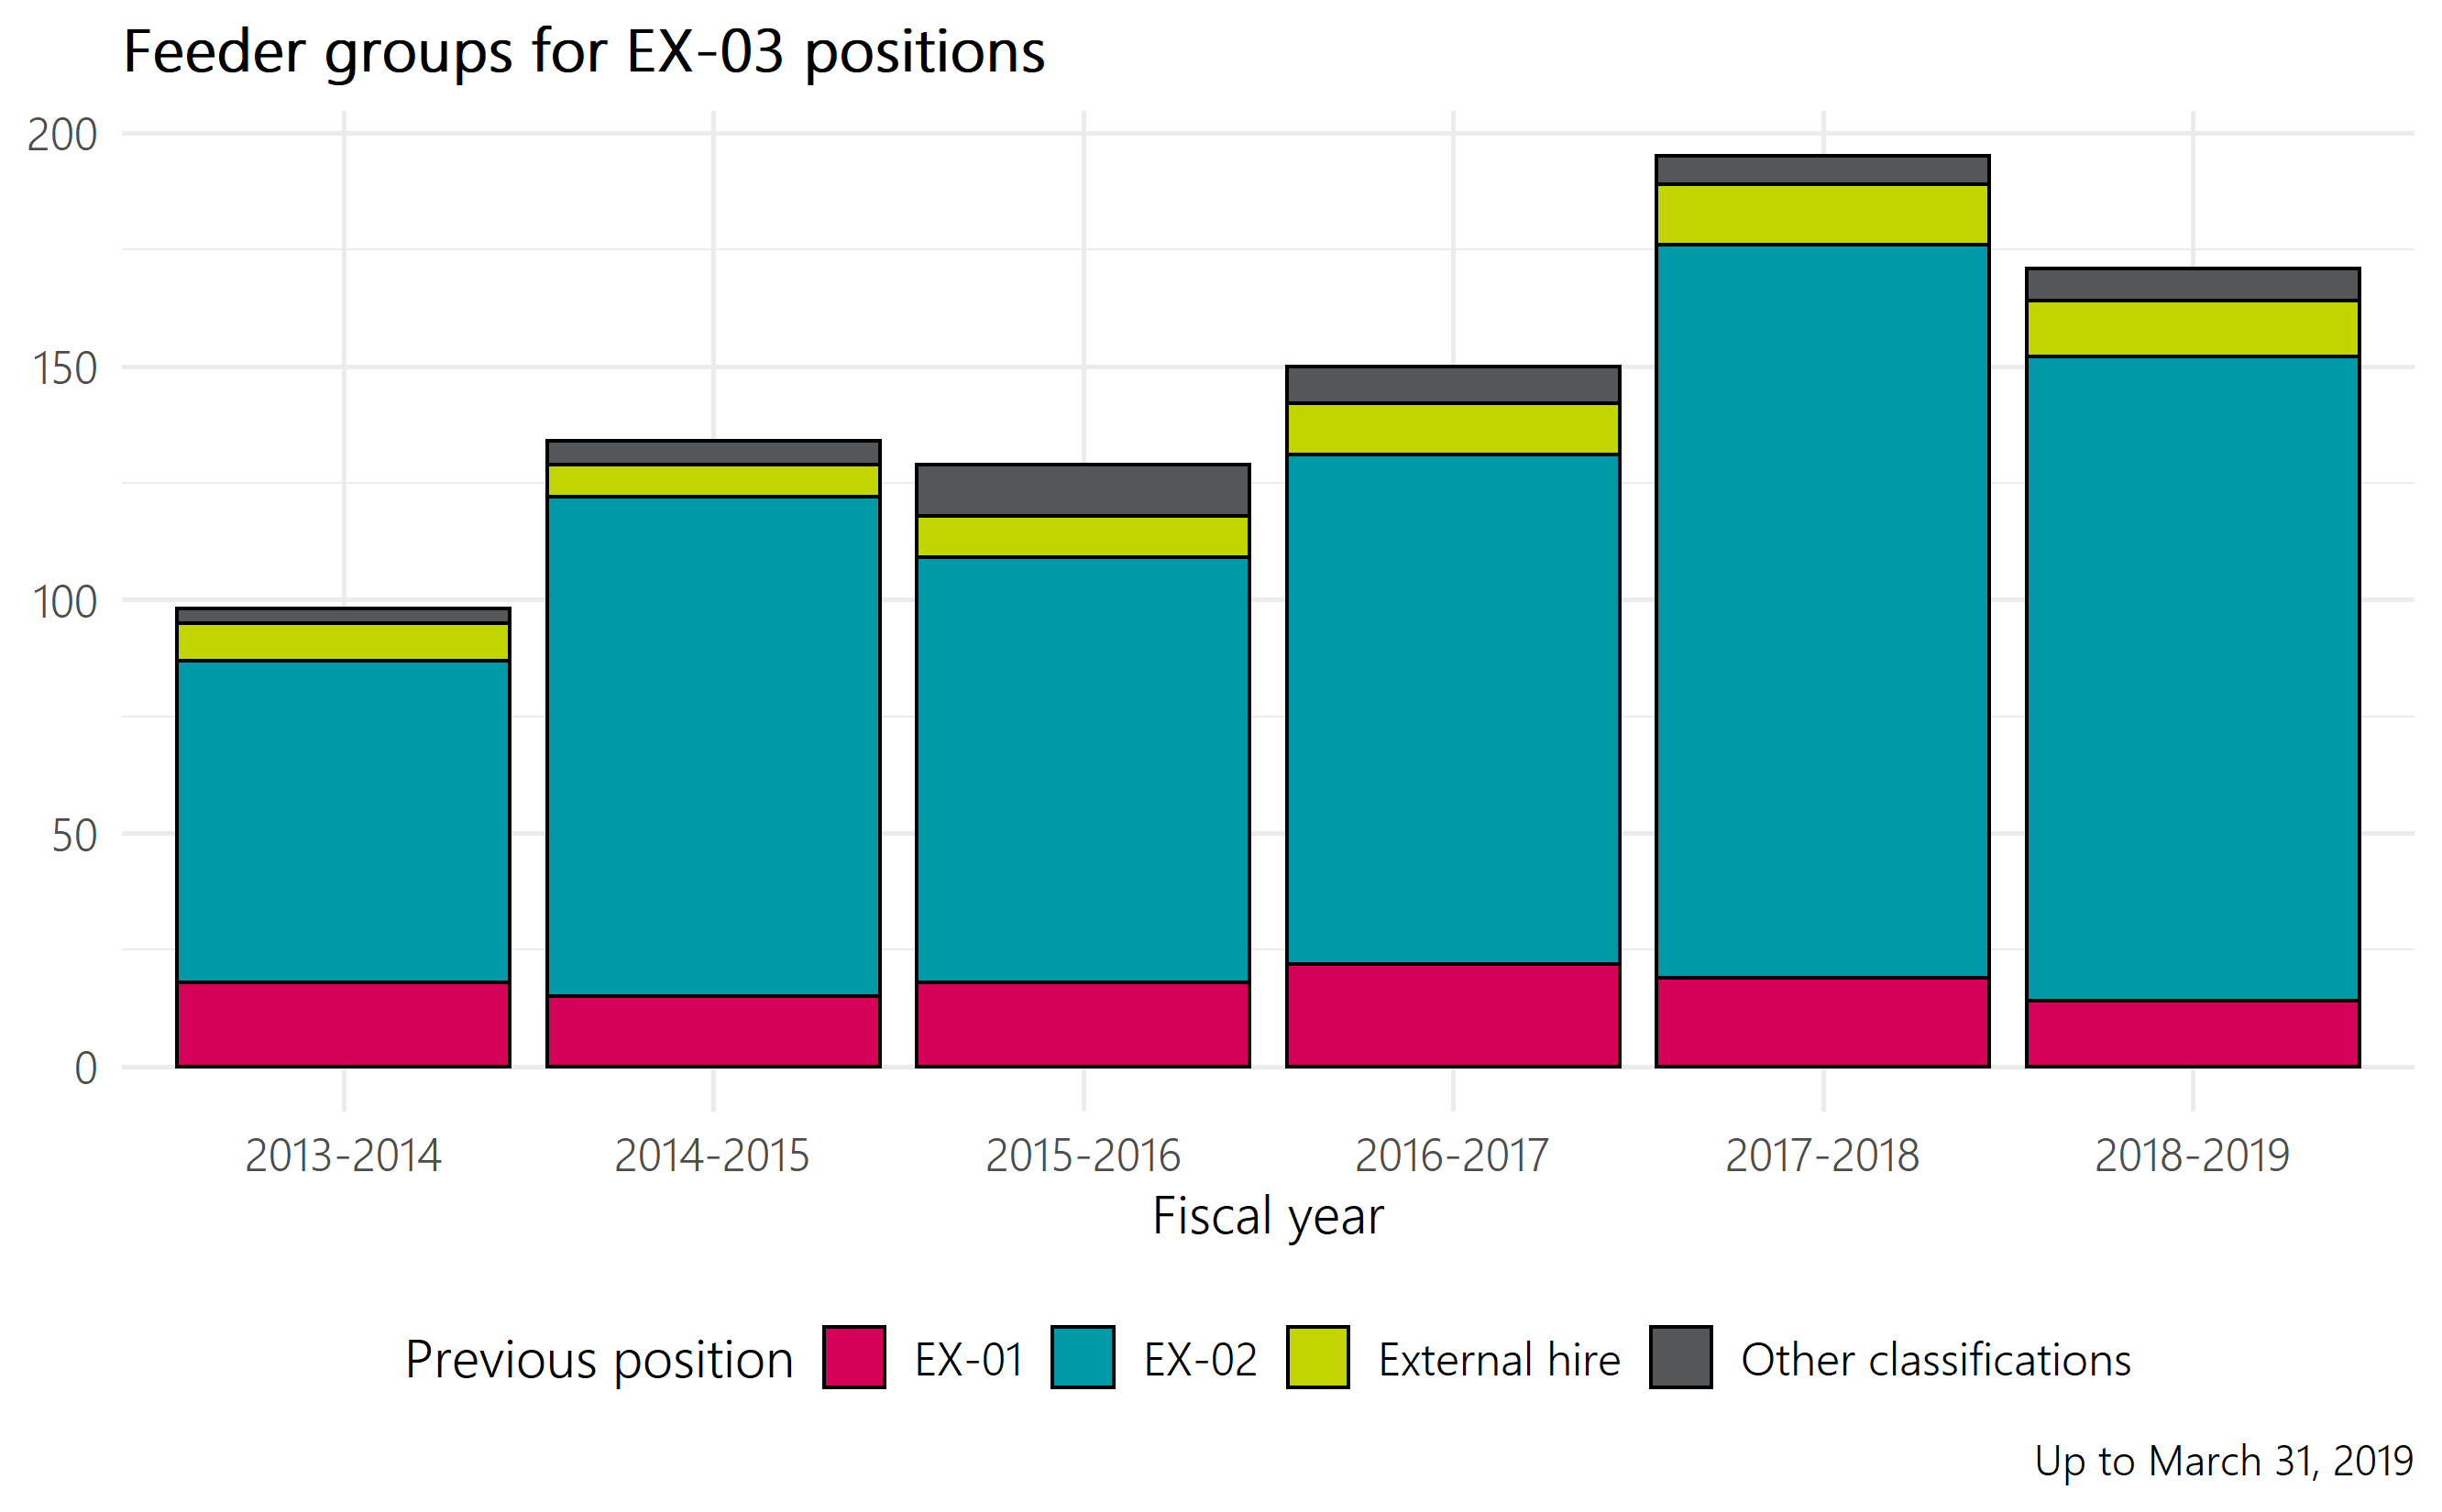 Feeder groups for EX-03 positions
200
150
100
50
0
2013-2014 2014-2015 2015-2016 2016-2017 2017-2018 2018-2019
Fiscal year
Previous position EX-01 EX-02 External hire Other classifications
Up to March 31, 2019